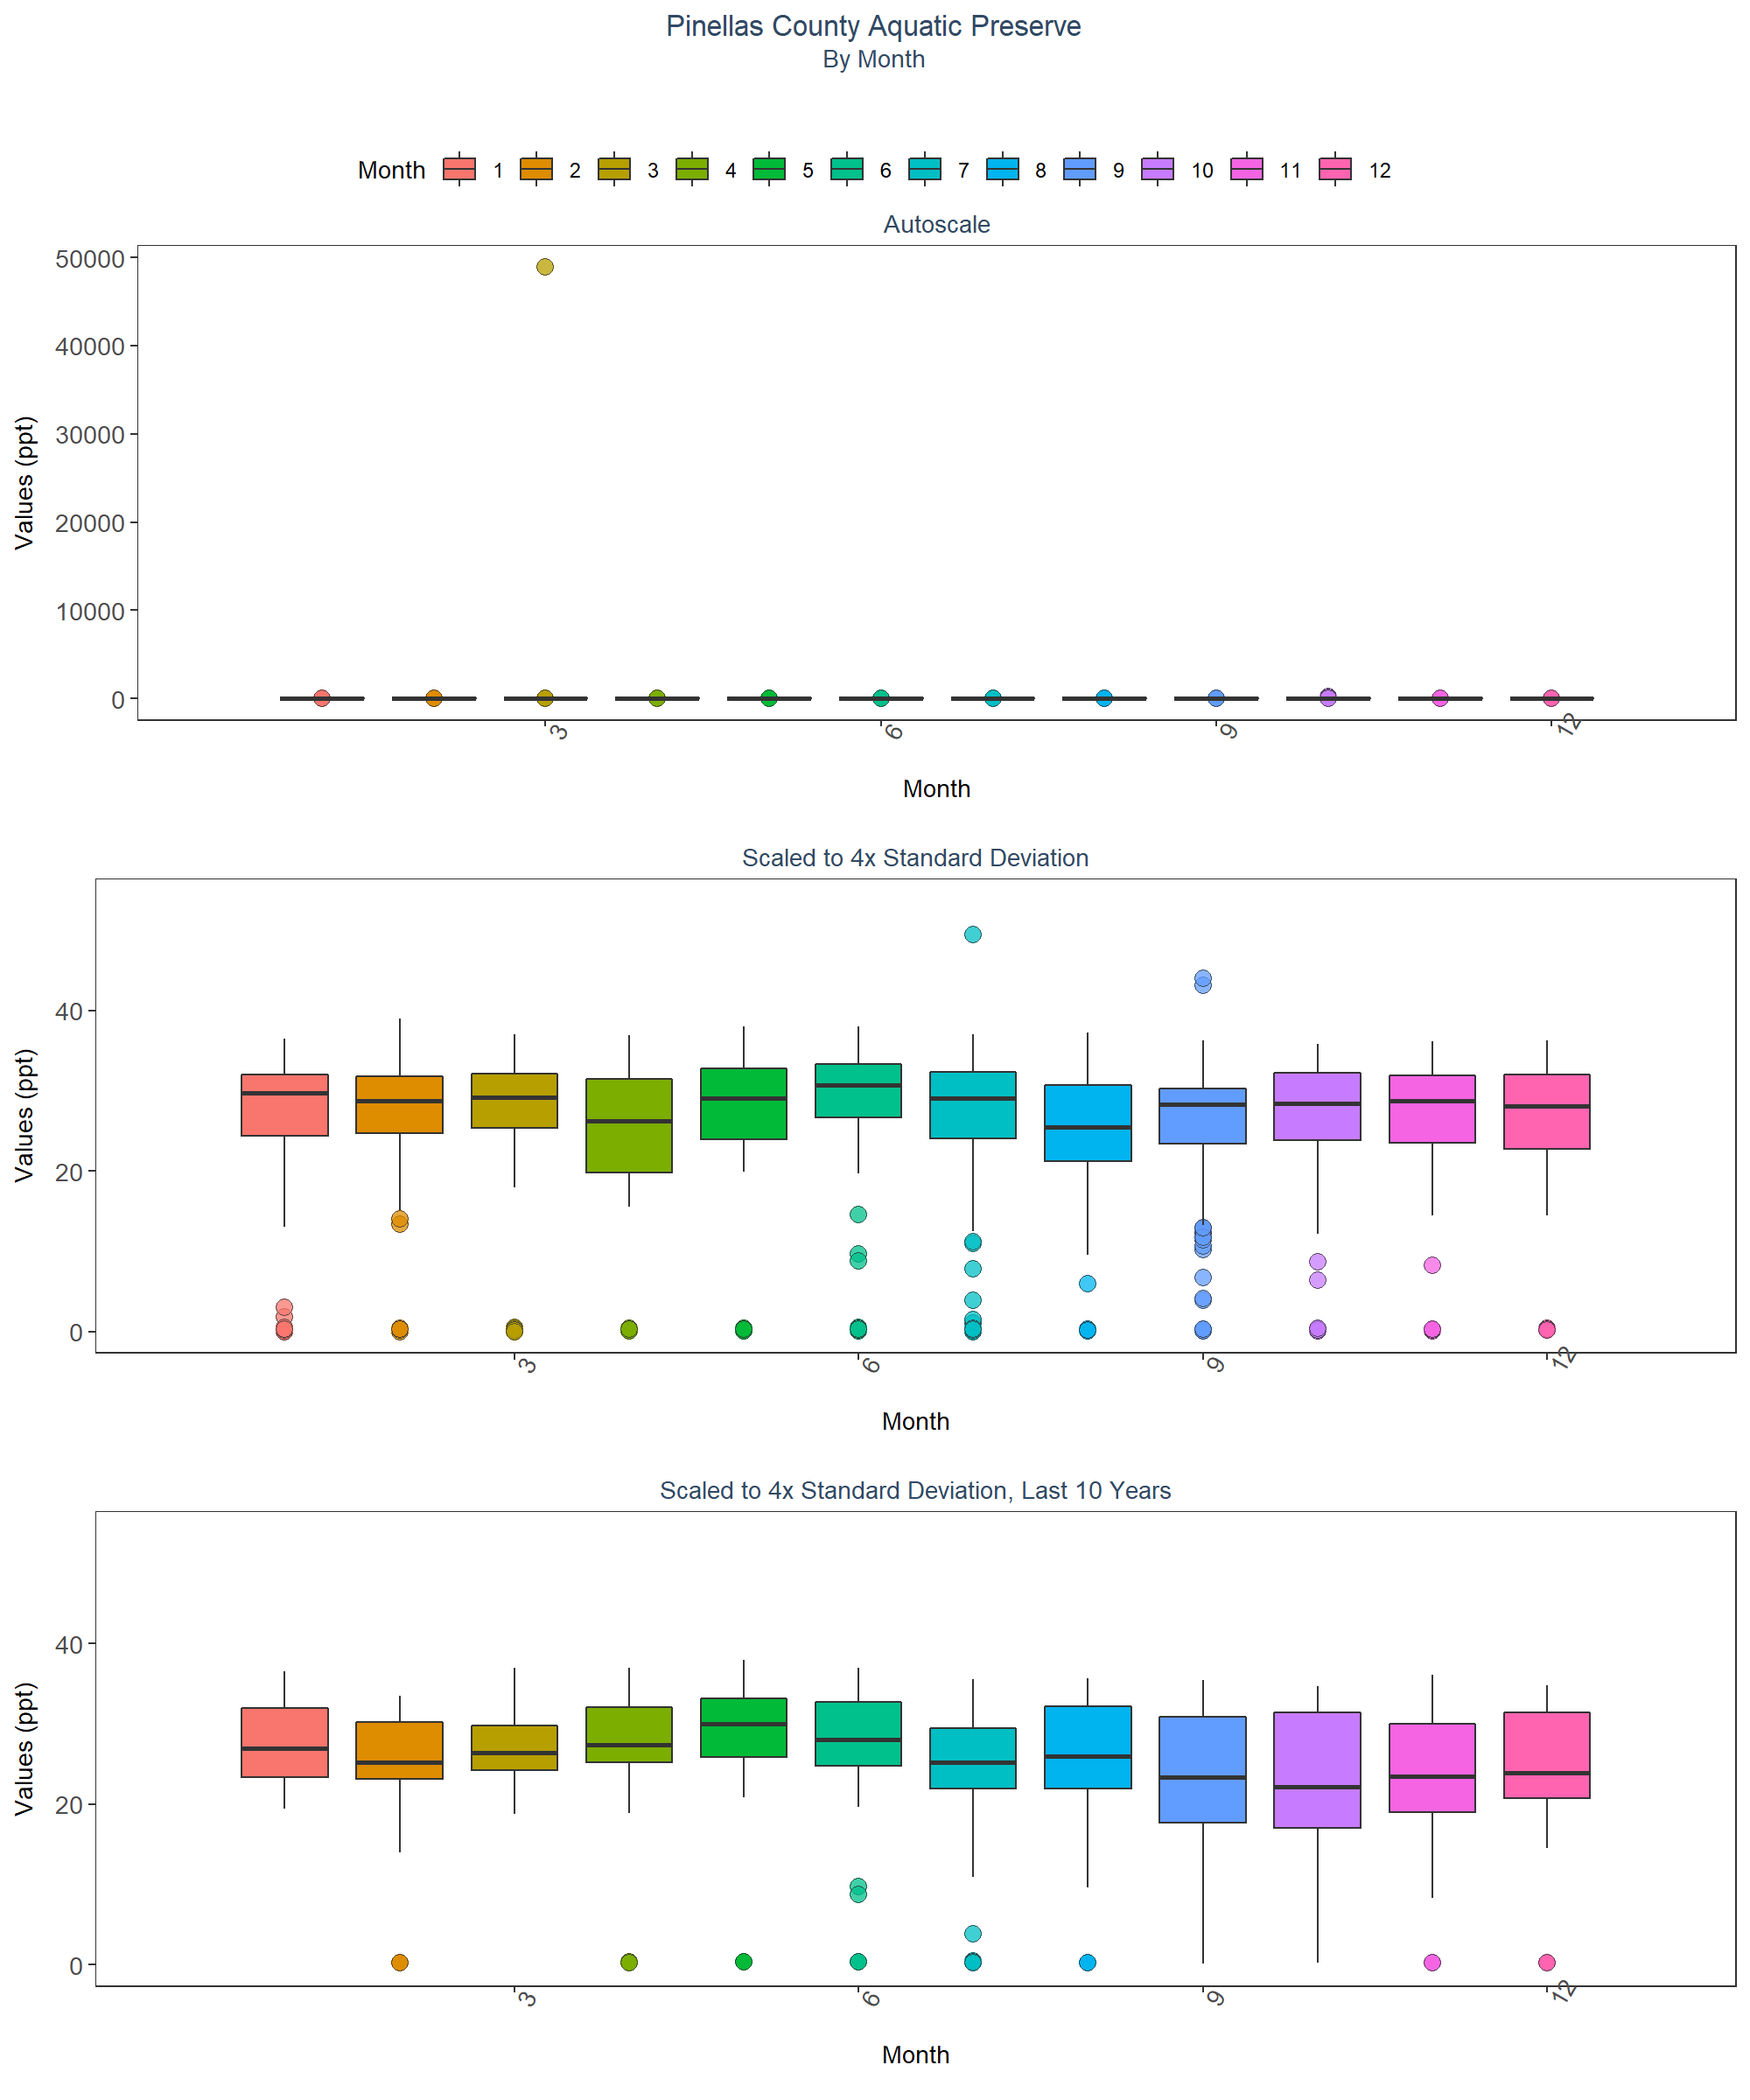 Pinellas County Aquatic Preserve
By Month
Month 1 2 3 4 5 6 7 8 9 10 11 12
Autoscale
Values (ppt)
50000
40000
30000
20000
10000
0
3 6 9 12
Month
Scaled to 4x Standard Deviation
Values (ppt)
40
20
0
3 6 9 12
Month
Scaled to 4x Standard Deviation, Last 10 Years
Values (ppt)
40
20
0
3 6 9 12
Month